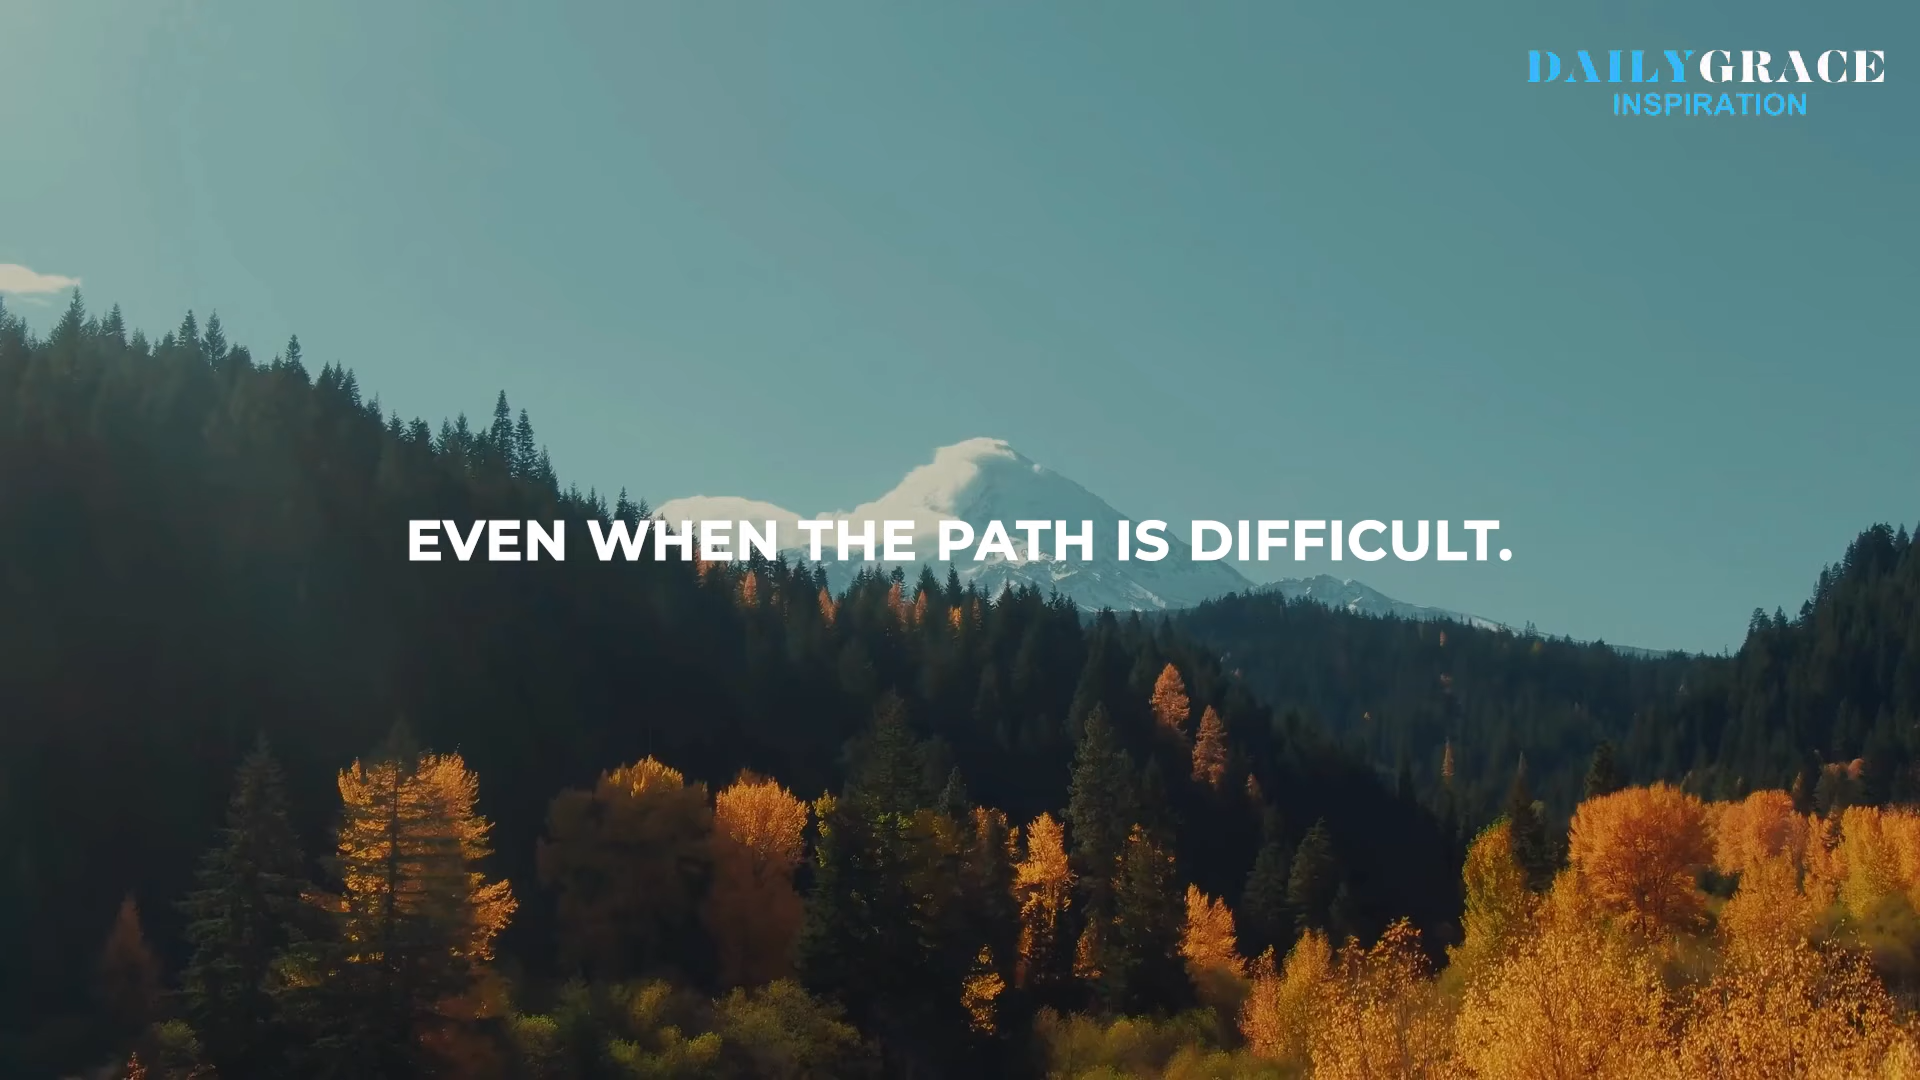 DAILYGRACE
INSPIRATION
EVEN WHEN THE PATH IS DIFFICULT.